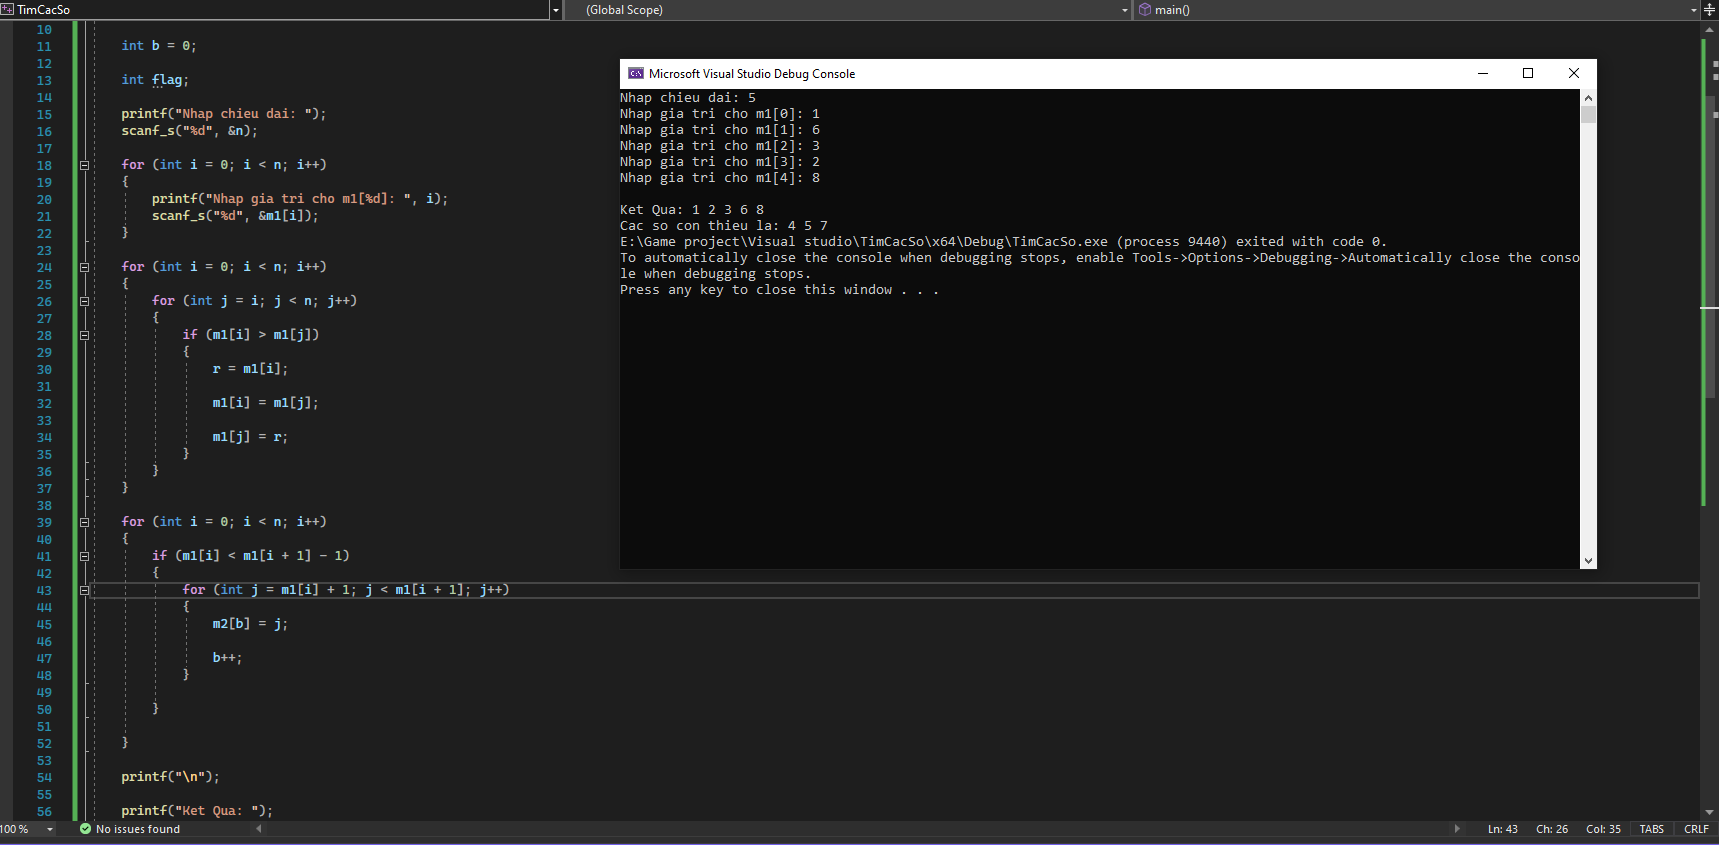 TimCacSo (Global Scope) main()
10
11 int b = 0;
12
13 int flag;
14
15 printf("Nhap chieu dai: ");
16 scanf_s("%d", &n);
17
18 for (int i = 0; i < n; i++)
19 {
20 printf("Nhap gia tri cho m1[%d]: ", i);
21 scanf_s("%d", &m1[i]);
22 }
23
24 for (int i = 0; i < n; i++)
25 {
26 for (int j = i; j < n; j++)
27 {
28 if (m1[i] > m1[j])
29 {
30 r = m1[i];
31
32 m1[i] = m1[j];
33
34 m1[j] = r;
35 }
36 }
37 }
38
39 for (int i = 0; i < n; i++)
40 {
41 if (m1[i] < m1[i + 1] - 1)
42 {
43 for (int j = m1[i] + 1; j < m1[i + 1]; j++)
44 {
45 m2[b] = j;
46
47 b++;
48 }
49
50 }
51
52 }
53
54 printf("\n");
55
56 printf("Ket Qua: ");
Microsoft Visual Studio Debug Console
Nhap chieu dai: 5
Nhap gia tri cho m1[0]: 1
Nhap gia tri cho m1[1]: 6
Nhap gia tri cho m1[2]: 3
Nhap gia tri cho m1[3]: 2
Nhap gia tri cho m1[4]: 8
Ket Qua: 1 2 3 6 8
Cac so con thieu la: 4 5 7
E:\Game project\Visual studio\TimCacSo\x64\Debug\TimCacSo.exe (process 9440) exited with code 0.
To automatically close the console when debugging stops, enable Tools->Options->Debugging->Automatically close the conso
le when debugging stops.
Press any key to close this window . . .
100 % No issues found Ln: 43 Ch: 26 Col: 35 TABS CRLF